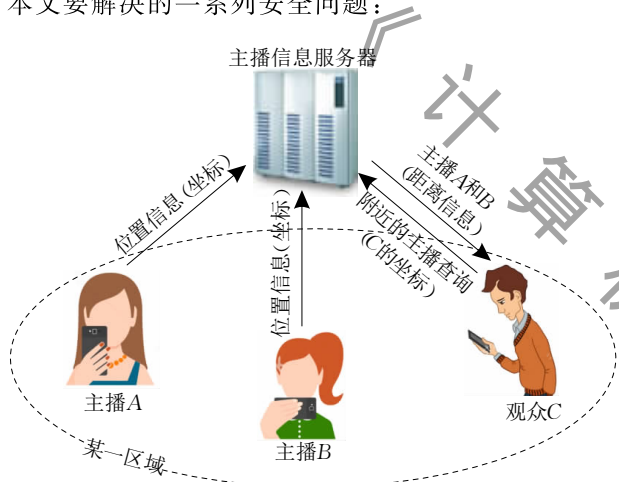 本文要解决的一系列安全问题：
主播信息服务器
《计算机
位置信息(坐标)
位置信息(坐标)
主播A和B
(距离信息)
附近的主播查询
(C的坐标)
主播A
主播B
观众C
某一区域